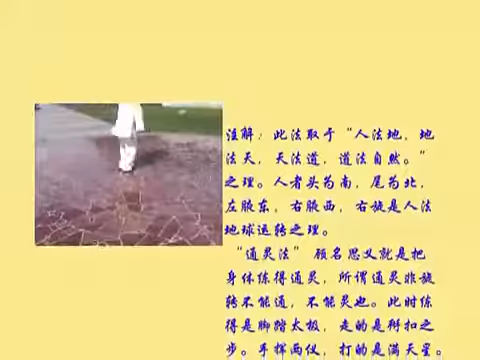 注解：此法取于“人法地，地
法天，天法道，道法自然。”
之理。人者头为南，尾为北，
左腋东，右腋西，右旋是人法
地球运转之理。
“通灵法” 顾名思义就是把
身体练得通灵，所谓通灵非旋
转不能通，不能灵也。此时练
得是脚踏太极，走的是掰扣之
步。手挥两仪，打的是满天星。